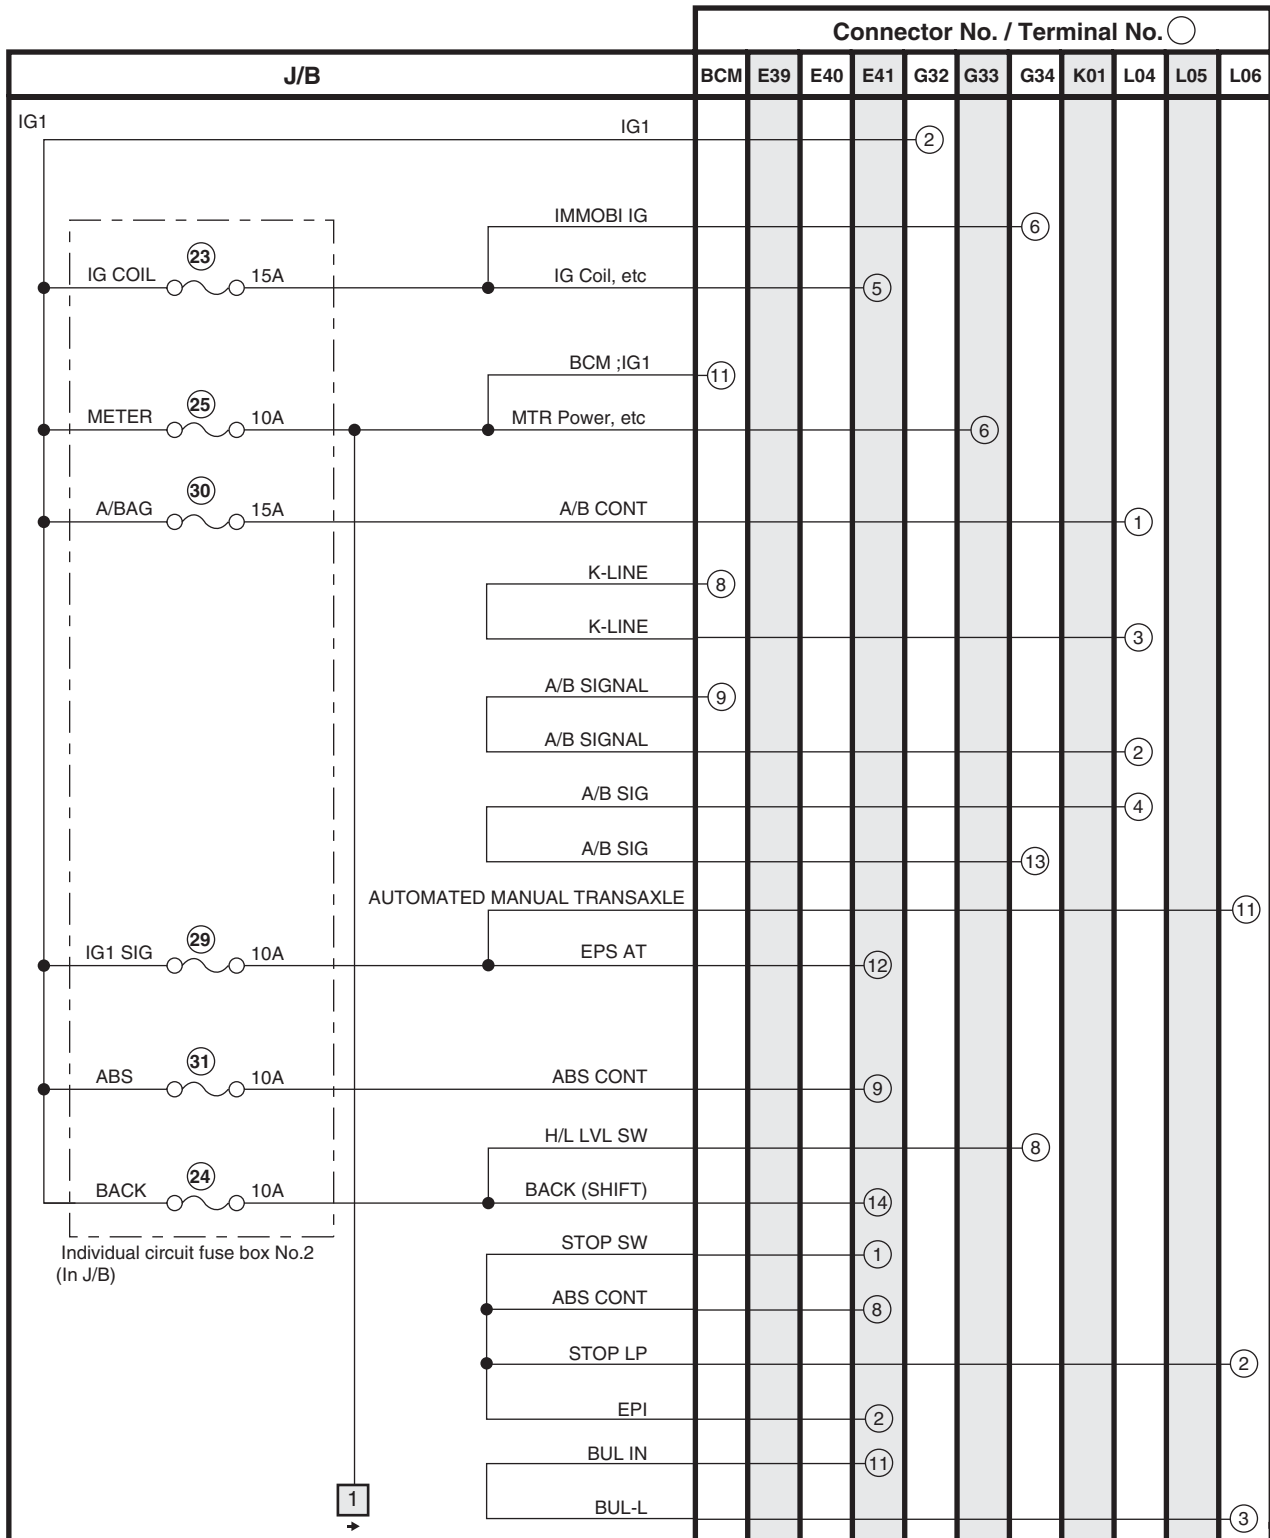 Connector No. / Terminal No.
J/B BCM E39 E40 E41 G32 G33 G34 K01 L04 L05 L06
IG1 IG1 2
IMMOBI IG 6
23
IG COIL 15A IG Coil, etc 5
BCM ;IG1 11
25
METER 10A MTR Power, etc 6
30
A/BAG 15A A/B CONT 1
K-LINE 8
K-LINE 3
A/B SIGNAL 9
A/B SIGNAL 2
A/B SIG 4
A/B SIG 13
AUTOMATED MANUAL TRANSAXLE 11
29
IG1 SIG 10A EPS AT 12
31
ABS 10A ABS CONT 9
H/L LVL SW 8
24
BACK 10A BACK (SHIFT) 14
Individual circuit fuse box No.2
(In J/B)
STOP SW 1
ABS CONT 8
STOP LP 2
EPI 2
BUL IN 11
1
BUL-L 3